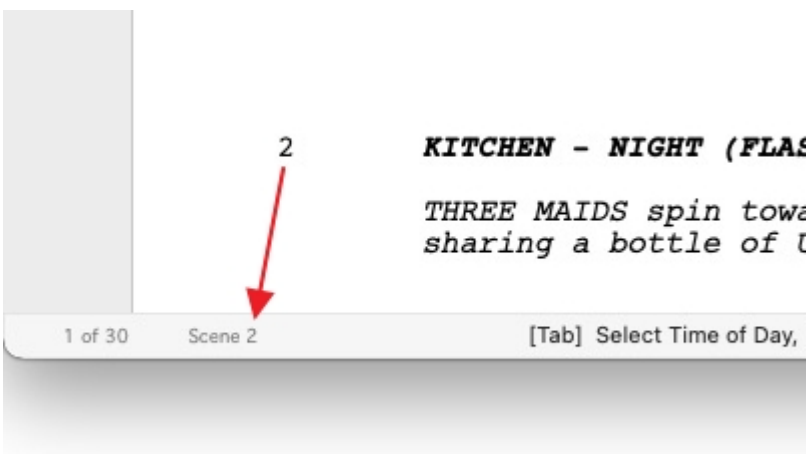 2 KITCHEN – NIGHT (FLAS
THREE MAIDS spin towa
sharing a bottle of U
1 of 30 Scene 2 [Tab] Select Time of Day,